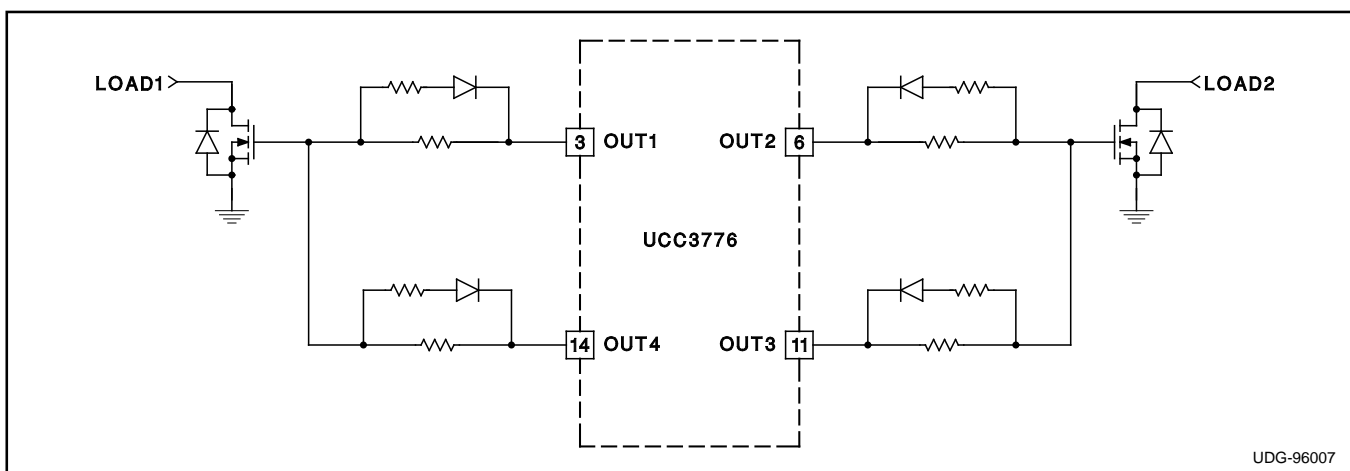 LOAD1
LOAD2
3 OUT1
OUT2 6
UCC3776
14 OUT4
OUT3 11
UDG-96007